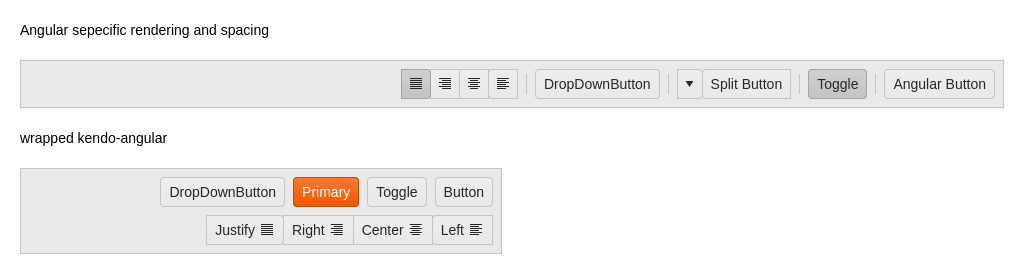 Angular sepecific rendering and spacing
DropDownButton Split Button Toggle Angular Button
wrapped kendo-angular
DropDownButton Primary Toggle Button
Justify Right Center Left